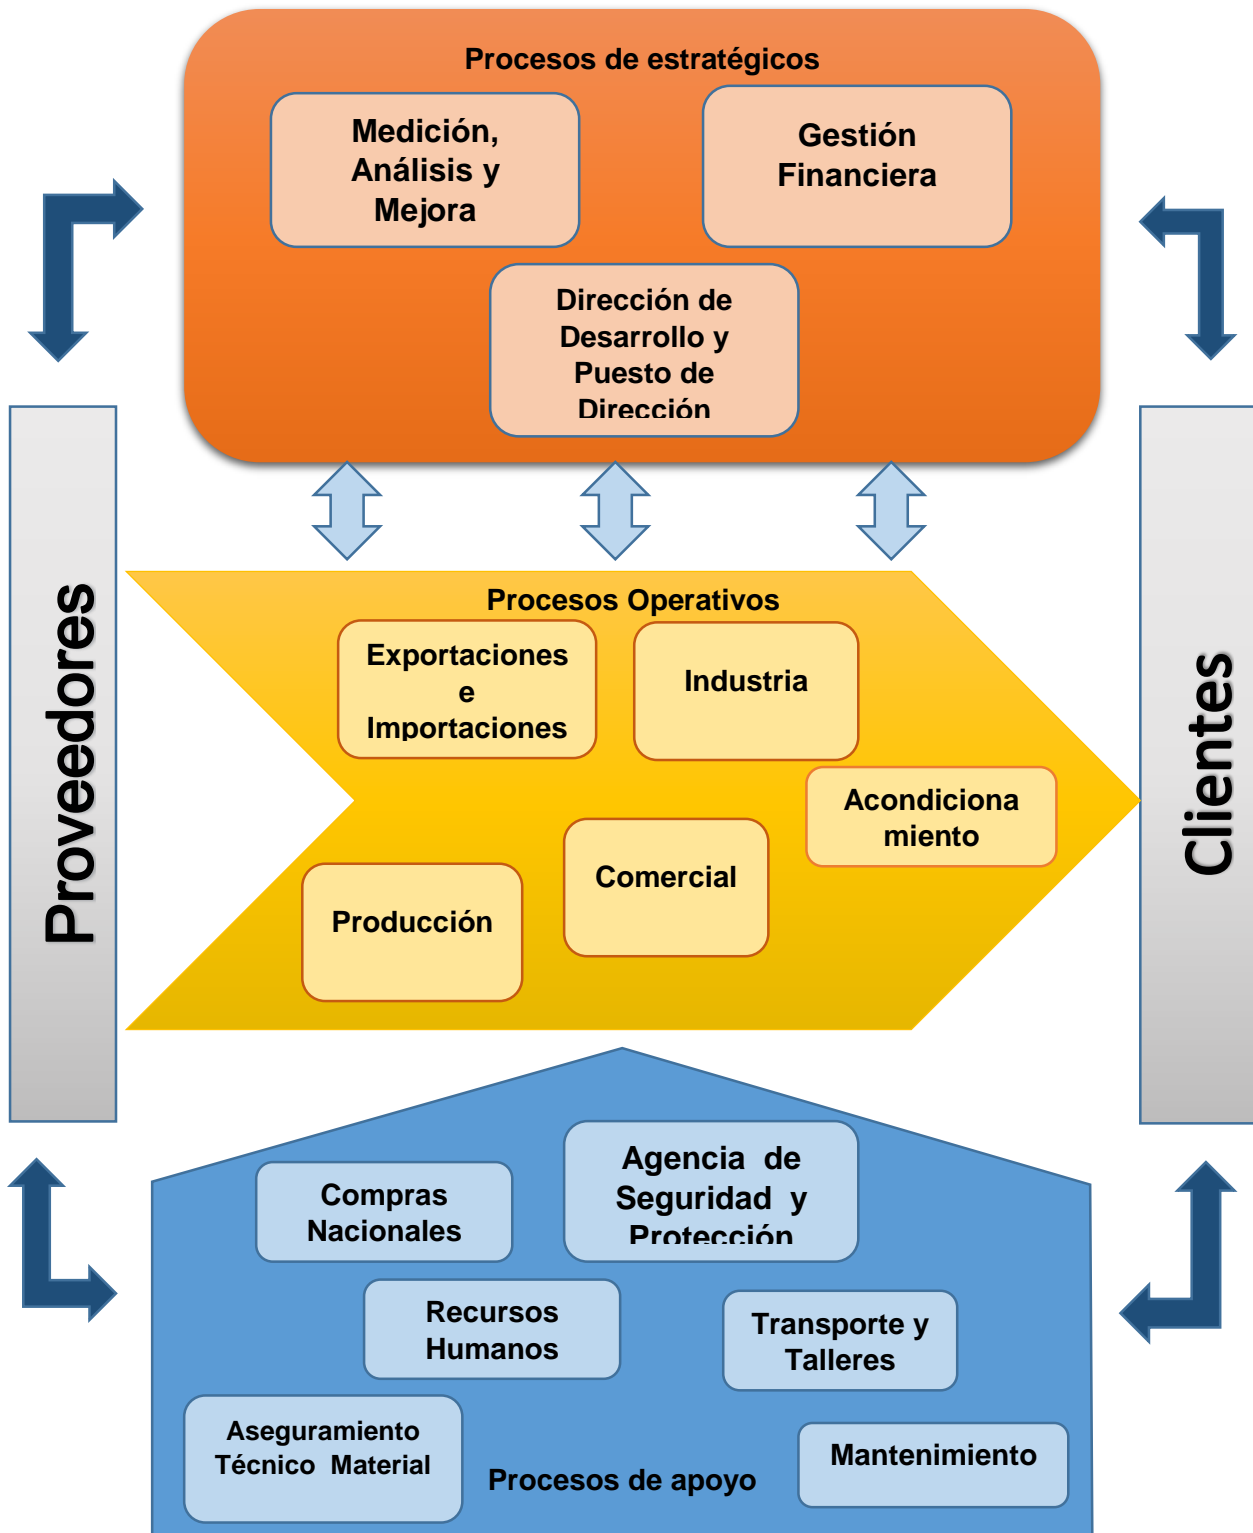 Procesos de estratégicos
Medición,
Análisis y
Mejora
Gestión
Financiera
Dirección de
Desarrollo y
Puesto de
Dirección
Proveedores
Procesos Operativos
Exportaciones
e
Importaciones
Industria
Acondiciona
miento
Comercial
Producción
Clientes
Agencia de
Seguridad y
Protección
Compras
Nacionales
Recursos
Humanos
Transporte y
Talleres
Aseguramiento
Técnico Material
Mantenimiento
Procesos de apoyo